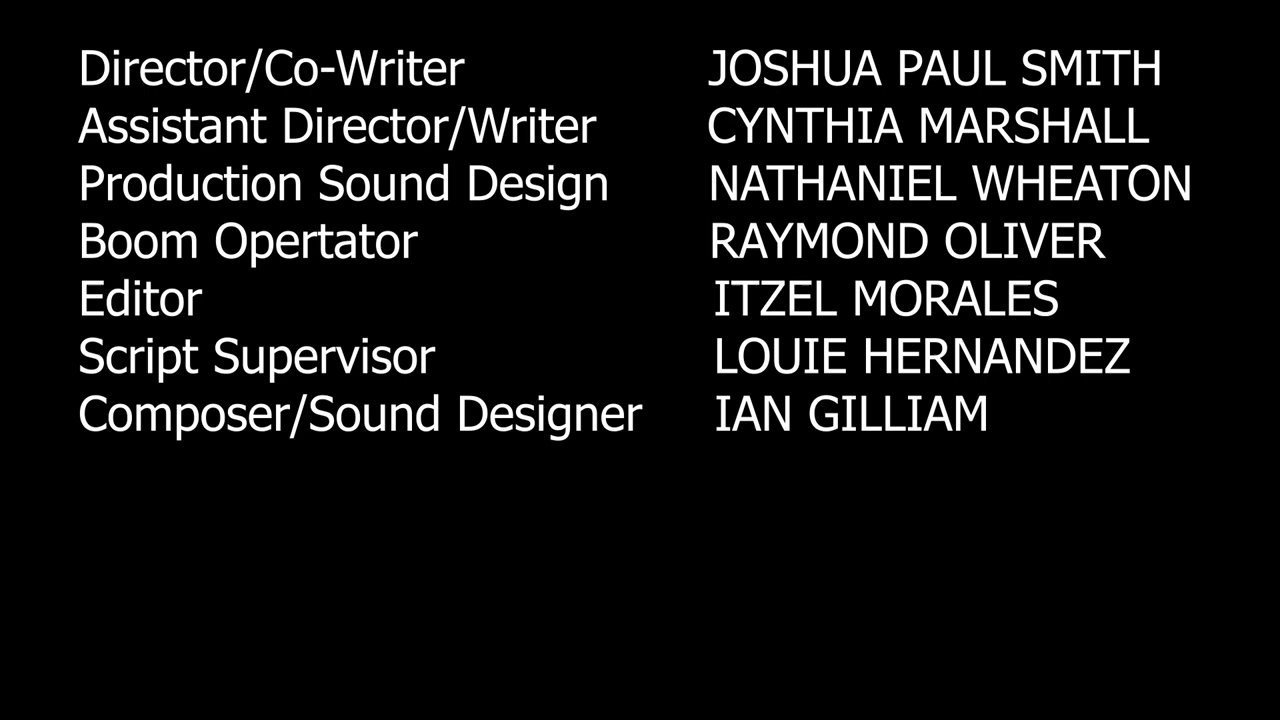 Director/Co-Writer JOSHUA PAUL SMITH
Assistant Director/Writer CYNTHIA MARSHALL
Production Sound Design NATHANIEL WHEATON
Boom Opertator RAYMOND OLIVER
Editor ITZEL MORALES
Script Supervisor LOUIE HERNANDEZ
Composer/Sound Designer IAN GILLIAM